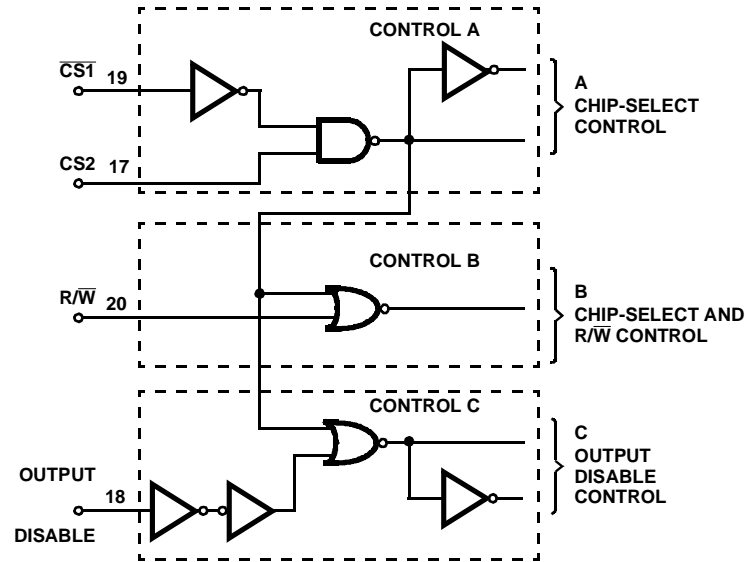 CONTROL A
C̅S̅1̅ 19
CS2 17
A
CHIP-SELECT
CONTROL
CONTROL B
R/W̅ 20
B
CHIP-SELECT AND
R/W̅ CONTROL
CONTROL C
OUTPUT
18
DISABLE
C
OUTPUT
DISABLE
CONTROL